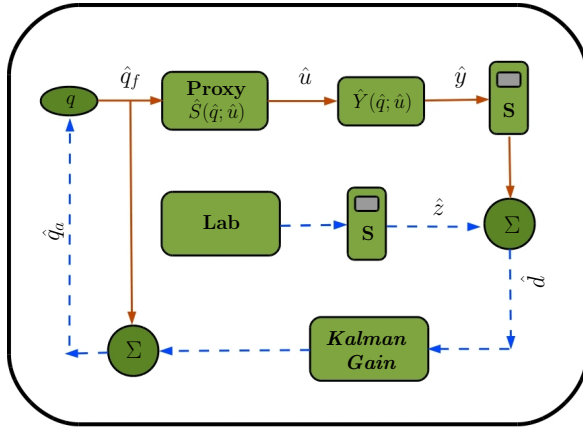 q̂_f
û
ŷ
q
Proxy
Ŝ(q̂; û)
Ŷ(q̂; û)
S
Lab
S
ẑ
Σ
q̂_a
d̂
Kalman
Gain
Σ